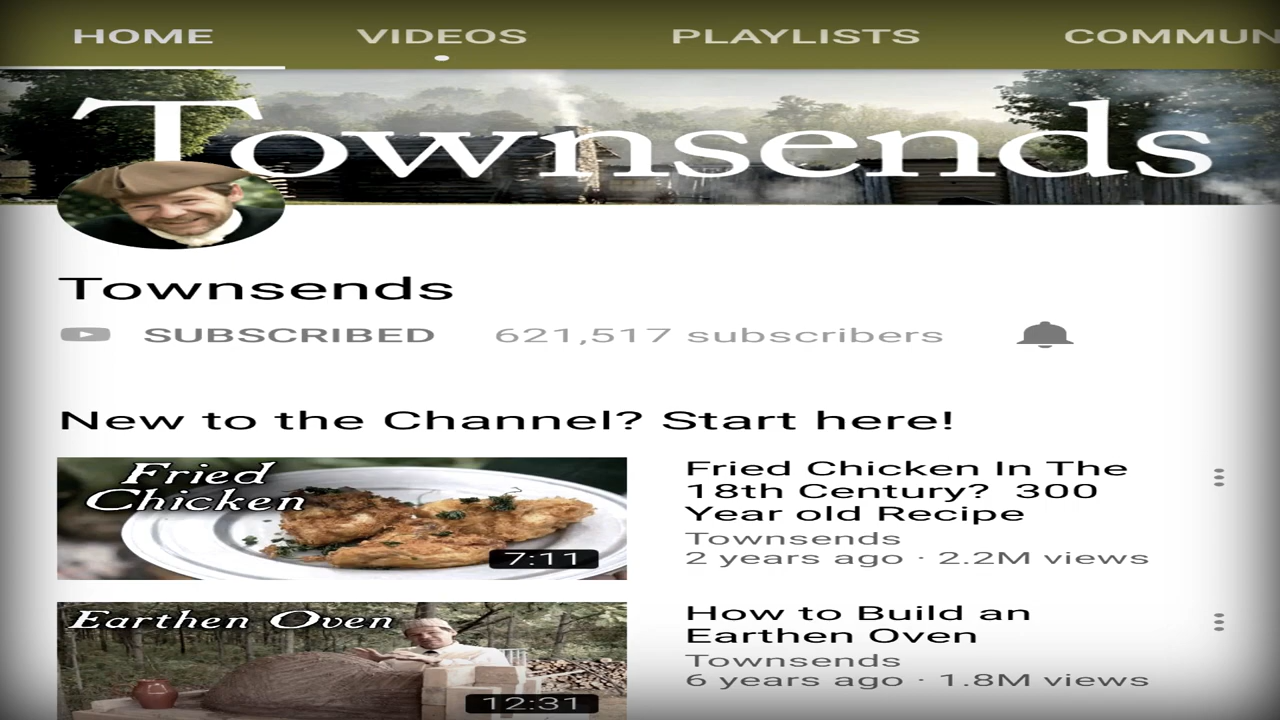 HOME VIDEOS PLAYLISTS COMMUN
Townsends
Townsends
SUBSCRIBED 621,517 subscribers
New to the Channel? Start here!
Fried
Chicken
7:11
Fried Chicken In The
18th Century? 300
Year old Recipe
Townsends
2 years ago · 2.2M views
Earthen Oven
12:31
How to Build an
Earthen Oven
Townsends
6 years ago · 1.8M views